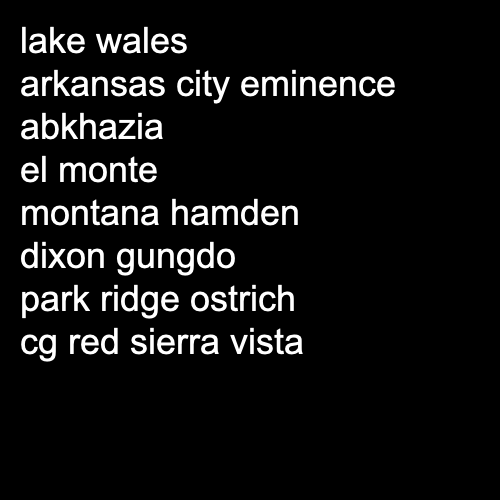 lake wales
arkansas city eminence
abkhazia
el monte
montana hamden
dixon gungdo
park ridge ostrich
cg red sierra vista